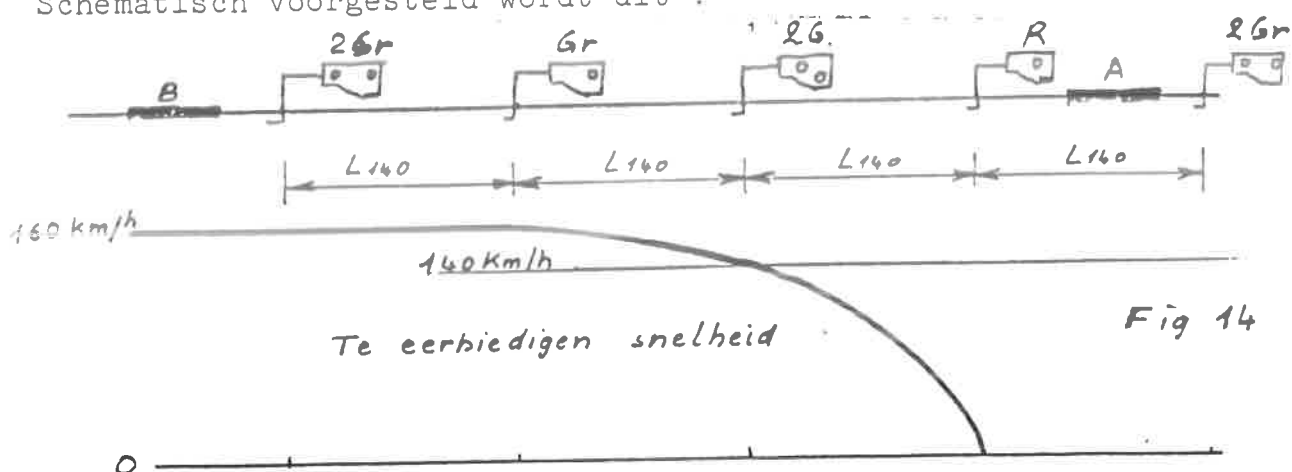 Schematisch voorgesteld wordt dit :
2Gr Gr 2G. R 2Gr
B A
L140 L140 L140 L140
160 km/h
140 Km/h
Te eerbiedigen snelheid
Fig 14
0